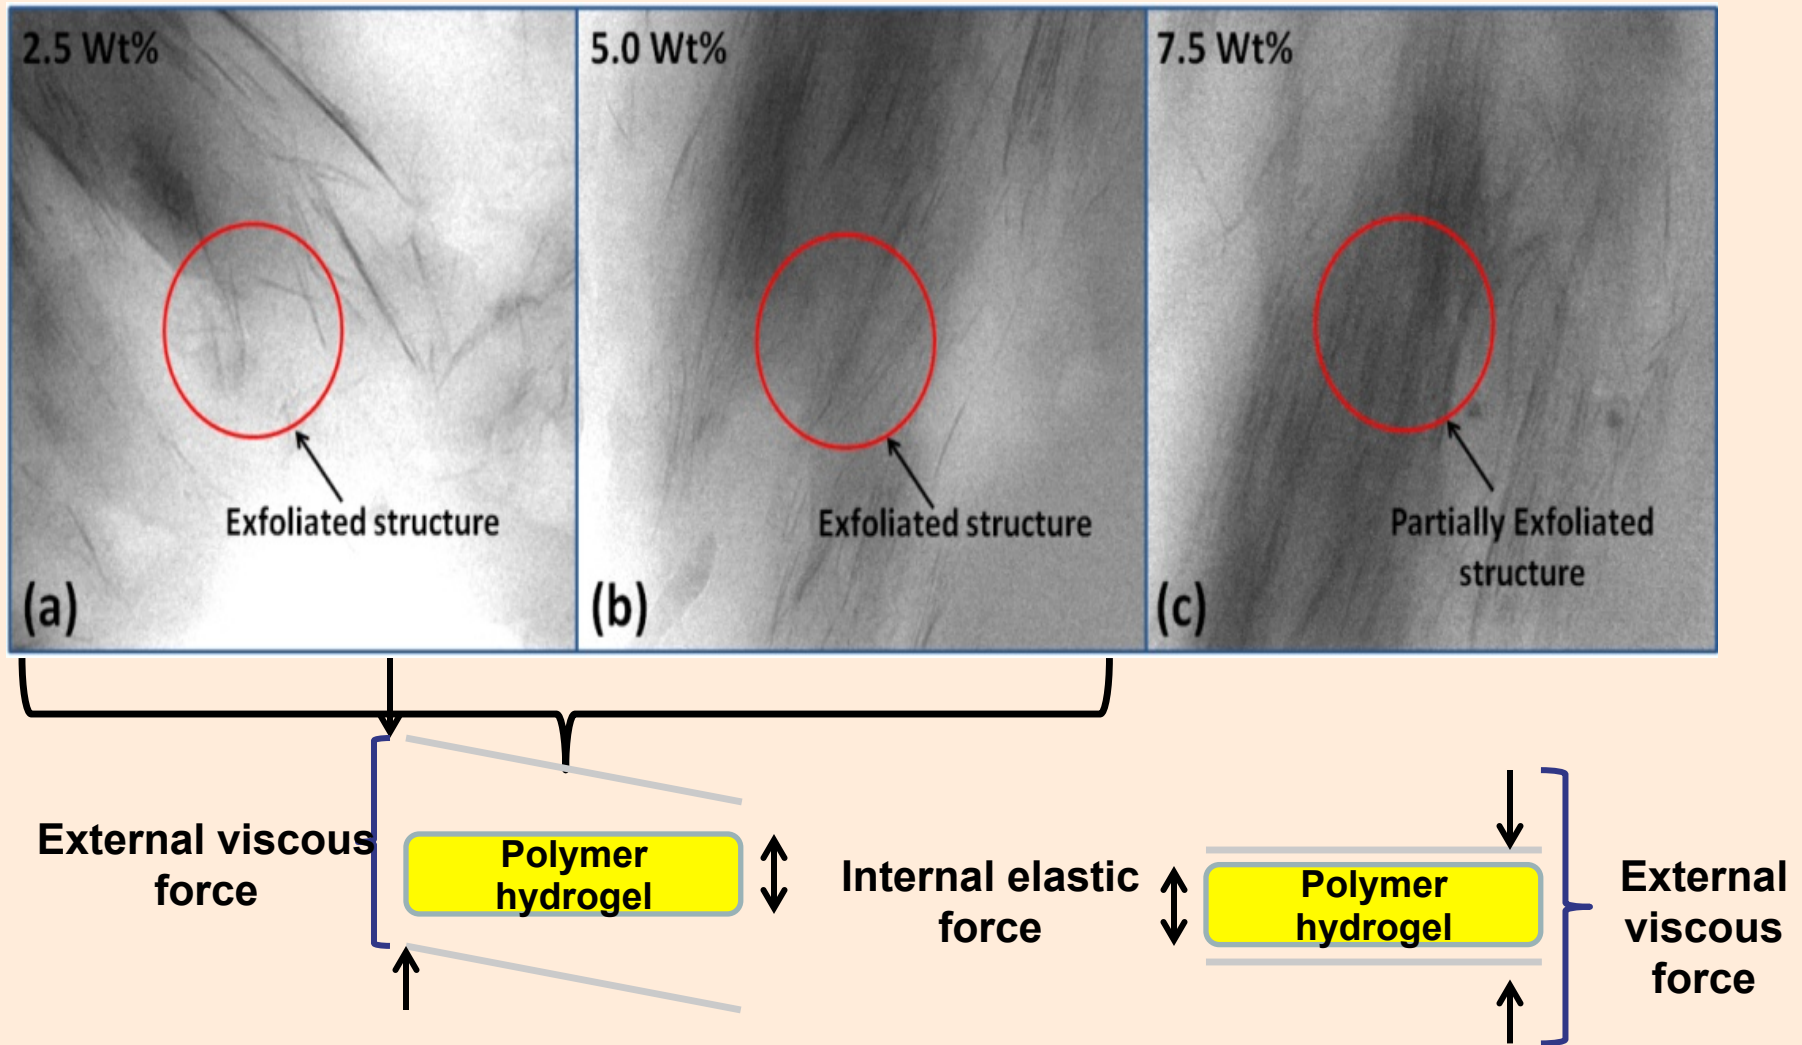 2.5 Wt%
5.0 Wt%
7.5 Wt%
Exfoliated structure
Exfoliated structure
Partially Exfoliated
structure
(a)
(b)
(c)
External viscous
force
Polymer
hydrogel
Internal elastic
force
Polymer
hydrogel
External
viscous
force